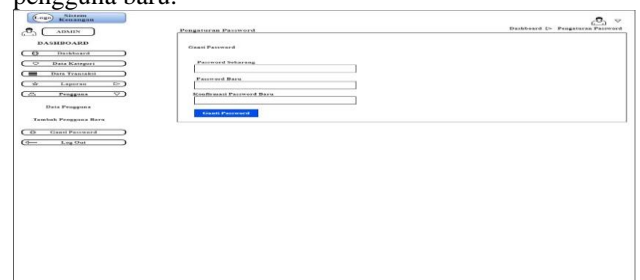 pengguna baru.
Logo
Sistem
Keuangan
ADMIN
DASHBOARD
Dashboard
Data Kategori
Data Transaksi
Laporan
Pengguna
Data Pengguna
Tambah Pengguna Baru
Ganti Password
Log Out
Pengaturan Password
Dashboard ▷ Pengaturan Password
Ganti Password
Password Sekarang
Password Baru
Konfirmasi Password Baru
Ganti Password